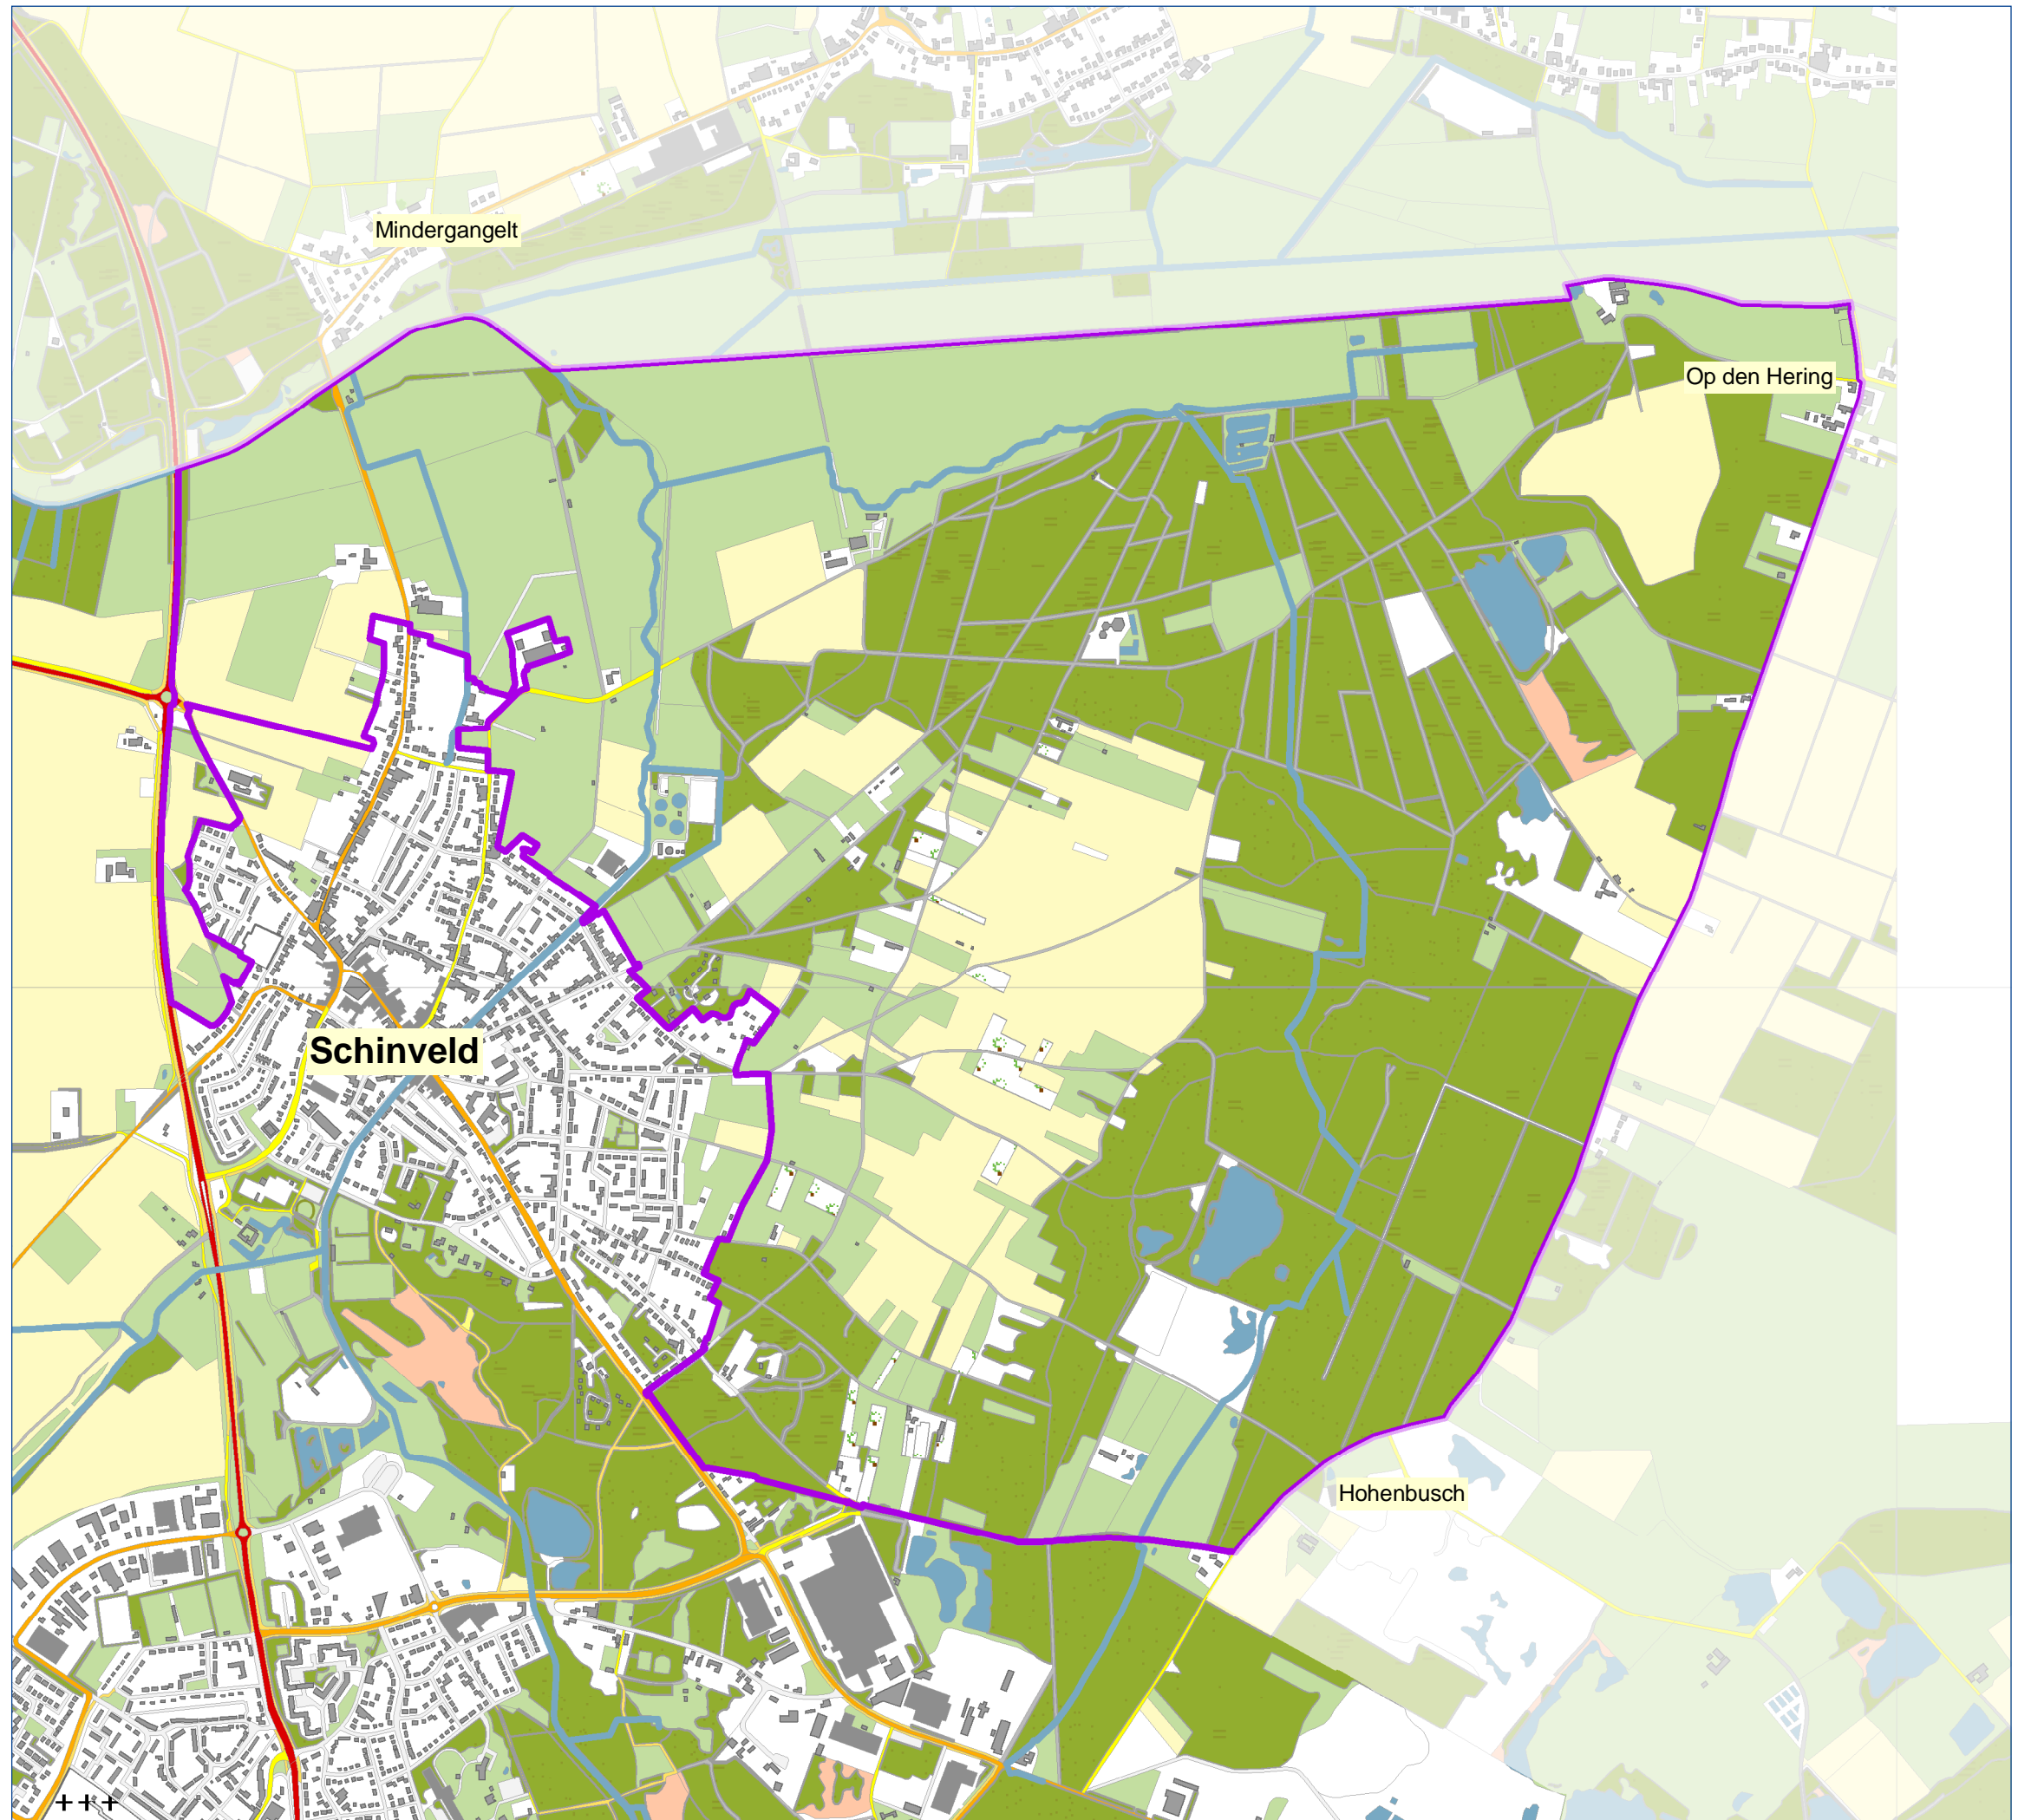 Mindergangelt
Op den Hering
Schinveld
Hohenbusch
+++